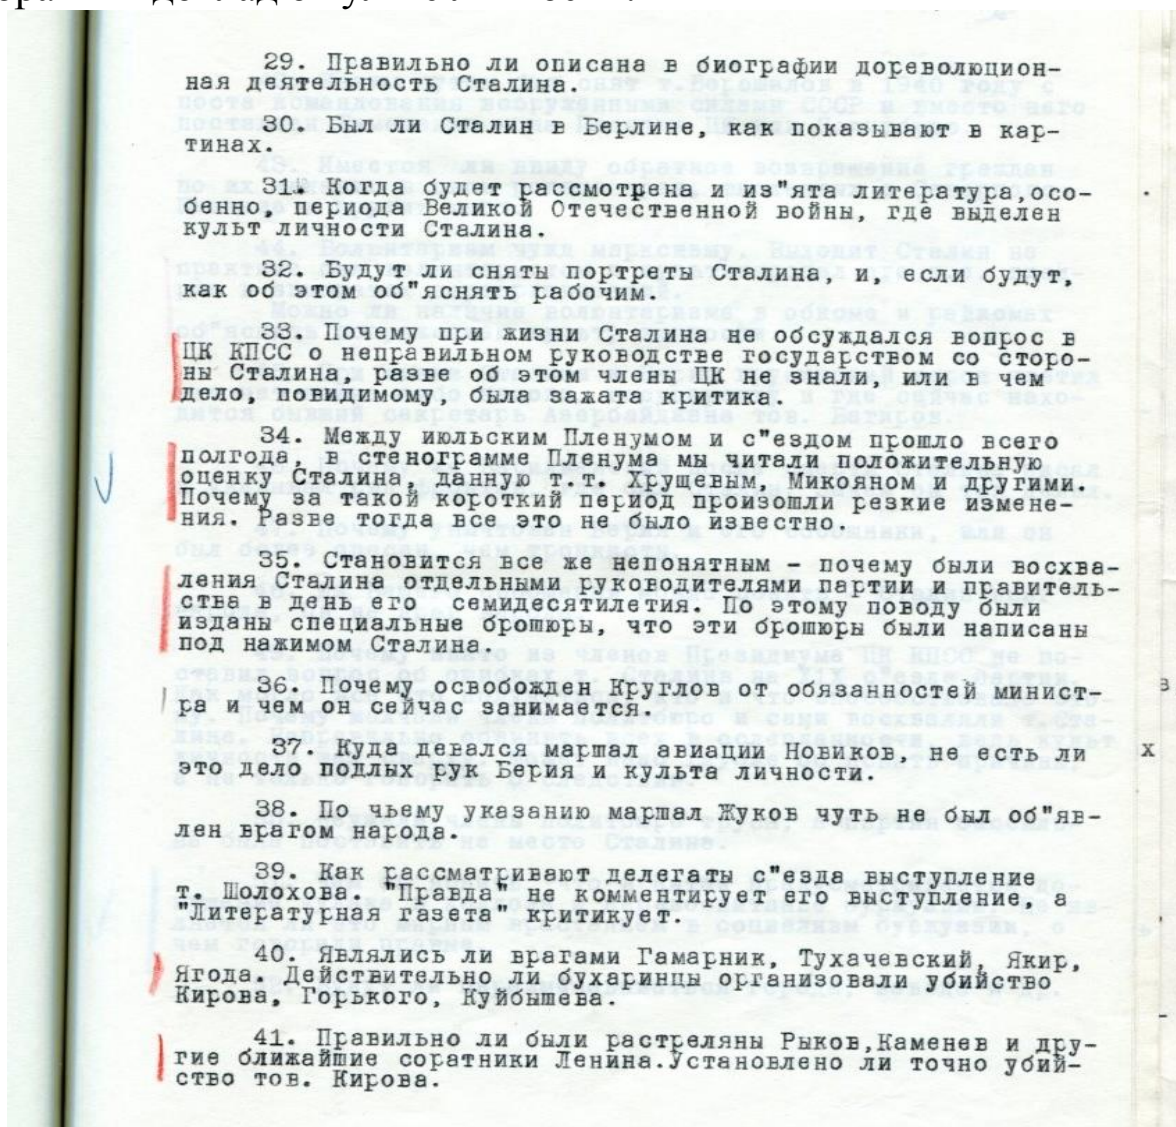 29. Правильно ли описана в биографии дореволюцион-
ная деятельность Сталина.
30. Был ли Сталин в Берлине, как показывают в кар-
тинах.
31. Когда будет рассмотрена и из"ята литература,осо-
бенно, периода Великой Отечественной войны, где выделен
культ личности Сталина.
32. Будут ли сняты портреты Сталина, и, если будут,
как об этом об"яснять рабочим.
33. Почему при жизни Сталина не обсуждался вопрос в
ЦК КПСС о неправильном руководстве государством со сторо-
ны Сталина, разве об этом члены ЦК не знали, или в чем
дело, повидимому, была зажата критика.
34. Между июльским Пленумом и с"ездом прошло всего
полгода, в стенограмме Пленума мы читали положительную
оценку Сталина, данную т.т. Хрущевым, Микояном и другими.
Почему за такой короткий период произошли резкие измене-
ния. Разве тогда все это не было известно.
35. Становится все же непонятным - почему были восхва-
ления Сталина отдельными руководителями партии и правитель-
ства в день его семидесятилетия. По этому поводу были
изданы специальные брошюры, что эти брошюры были написаны
под нажимом Сталина.
36. Почему освобожден Круглов от обязанностей минист-
ра и чем он сейчас занимается.
37. Куда девался маршал авиации Новиков, не есть ли
это дело подлых рук Берия и культа личности.
38. По чьему указанию маршал Жуков чуть не был об"яв-
лен врагом народа.
39. Как рассматривают делегаты с"езда выступление
т. Шолохова. "Правда" не комментирует его выступление, а
"Литературная газета" критикует.
40. Являлись ли врагами Гамарник, Тухачевский, Якир,
Ягода. Действительно ли бухаринцы организовали убийство
Кирова, Горького, Куйбышева.
41. Правильно ли были растреляны Рыков,Каменев и дру-
гие ближайшие соратники Ленина.Установлено ли точно убий-
ство тов. Кирова.